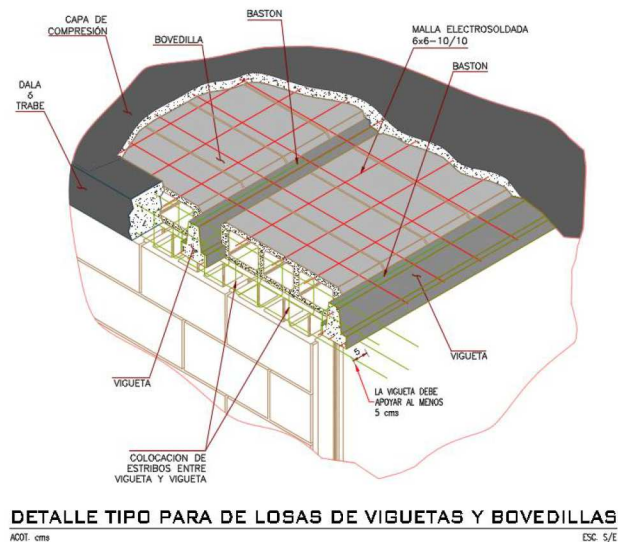 CAPA DE
COMPRESIÓN
BASTON
BOVEDILLA
MALLA ELECTROSOLDADA
6x6-10/10
BASTON
DALA
ó
TRABE
VIGUETA
VIGUETA
5
LA VIGUETA DEBE
APOYAR AL MENOS
5 cms
COLOCACION DE
ESTRIBOS ENTRE
VIGUETA Y VIGUETA
DETALLE TIPO PARA DE LOSAS DE VIGUETAS Y BOVEDILLAS
ACOT. cms
ESC. S/E